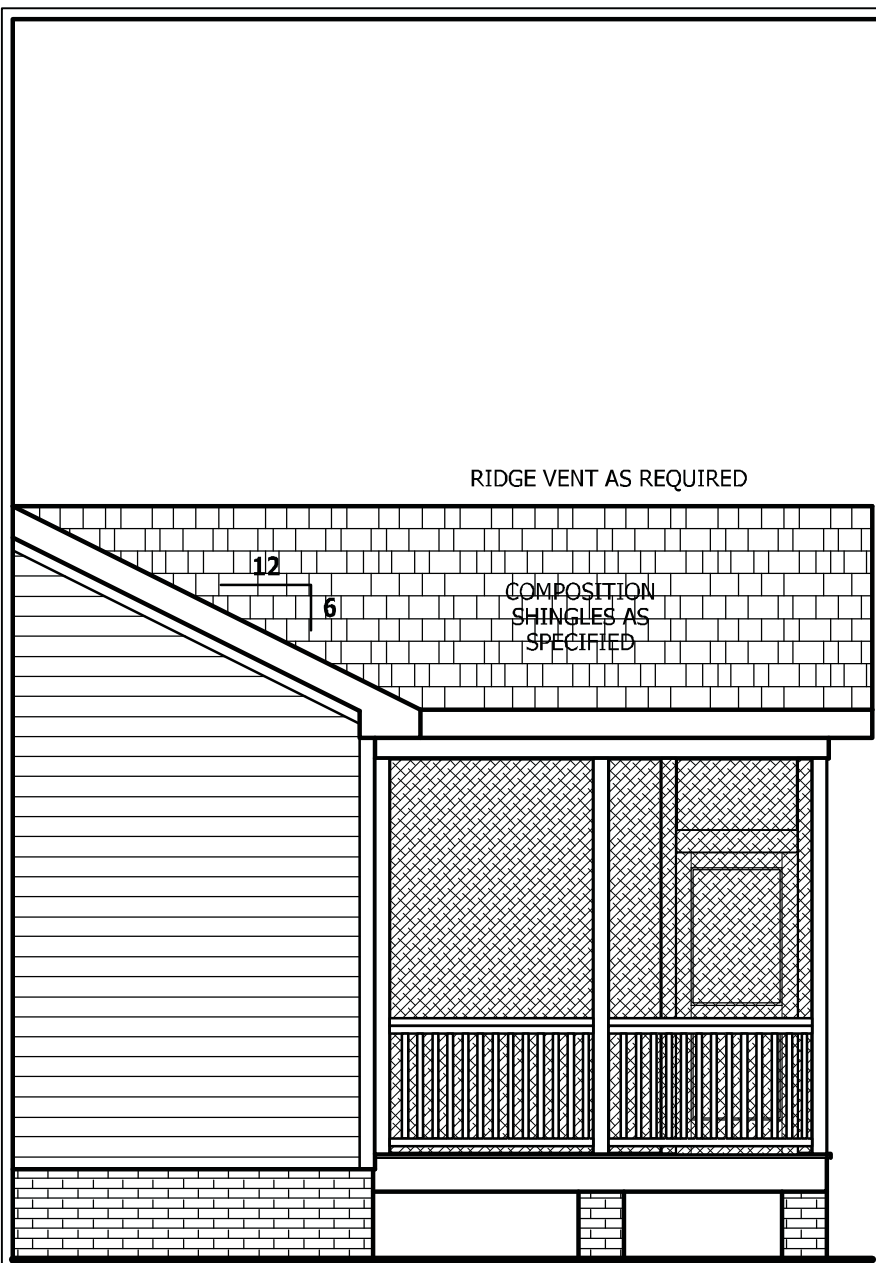 RIDGE VENT AS REQUIRED
12
6
COMPOSITION
SHINGLES AS
SPECIFIED